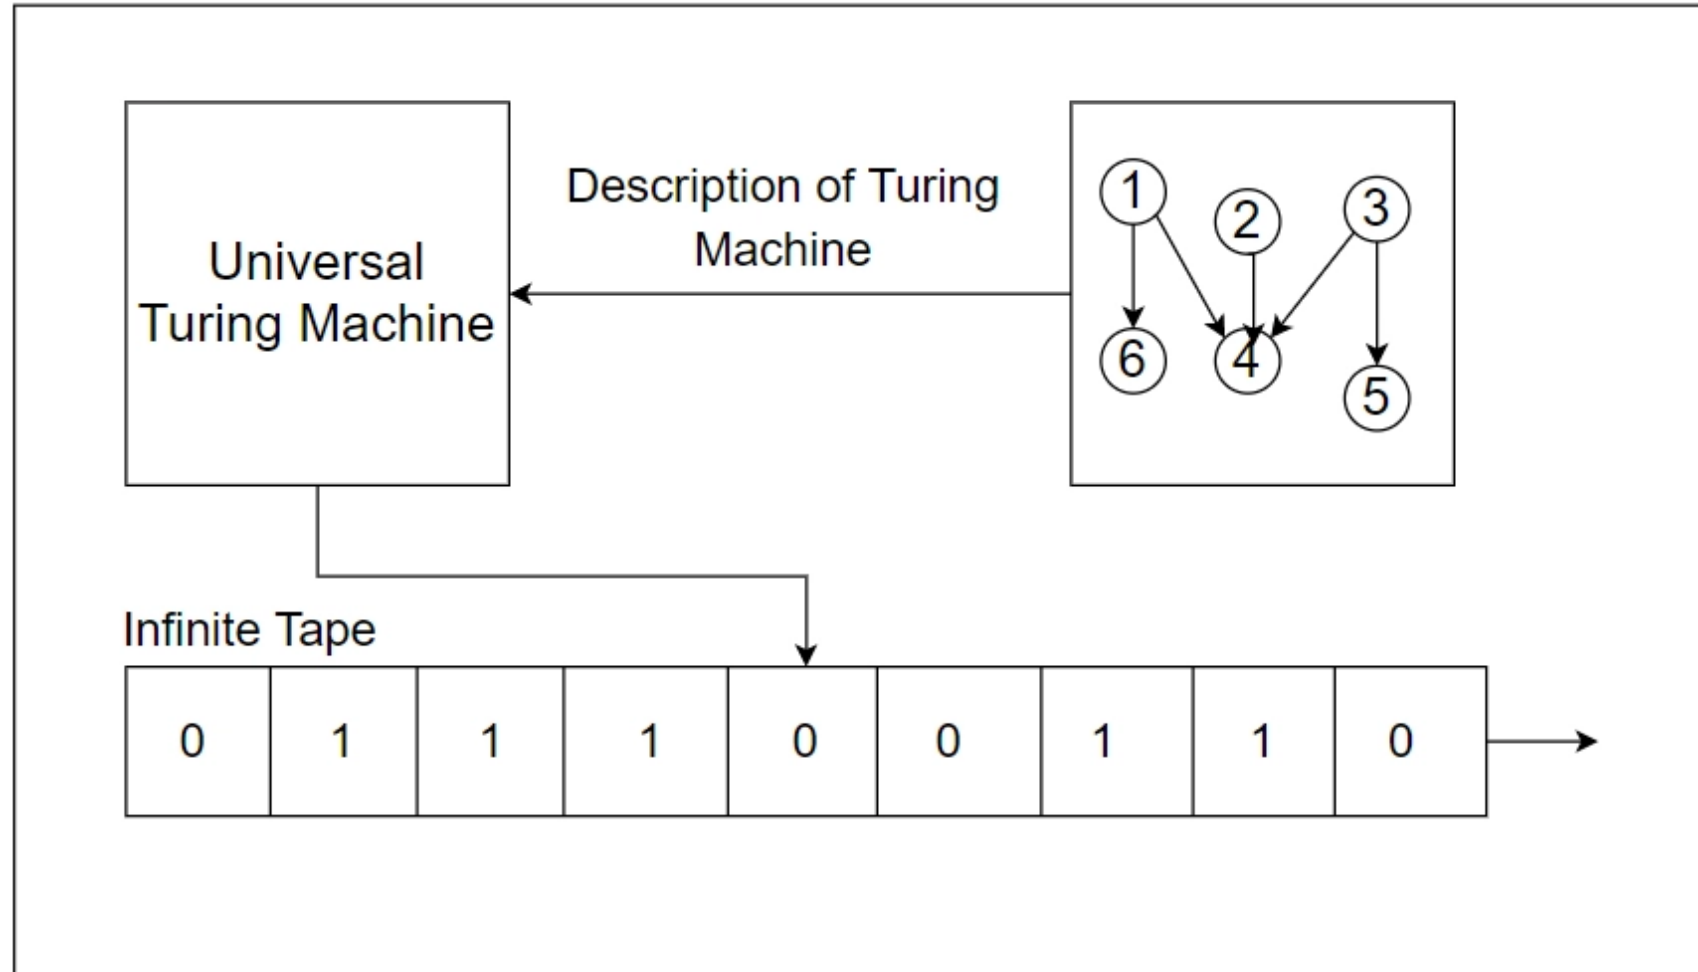 Universal
Turing Machine
Description of Turing
Machine
1
2
3
6
4
5
Infinite Tape
0 1 1 1 0 0 1 1 0